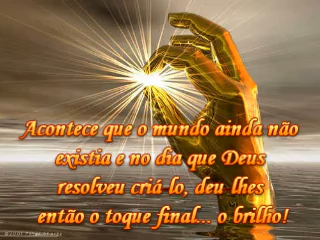 Acontece que o mundo ainda não
existia e no dia que Deus
resolveu criá-lo, deu lhes
então o toque final... o brilho!